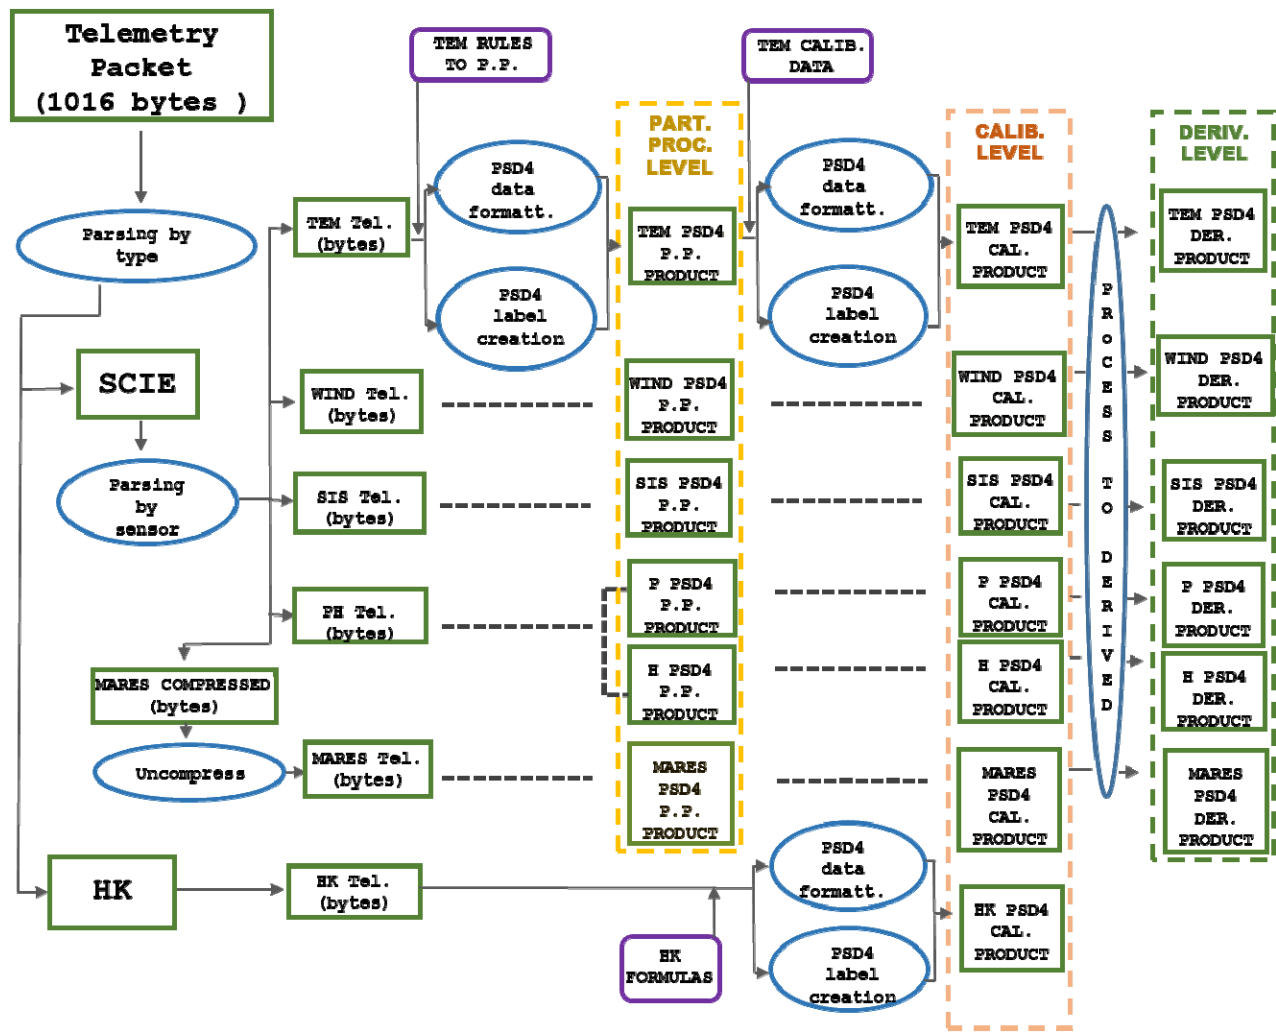 Telemetry
Packet
(1016 bytes )
TEM RULES
TO P.P.
TEM CALIB.
DATA
PART.
PROC.
LEVEL
CALIB.
LEVEL
DERIV.
LEVEL
Parsing by
type
TEM Tel.
(bytes)
PSD4
data
formatt.
PSD4
label
creation
TEM PSD4
P.P.
PRODUCT
PSD4
data
formatt.
PSD4
label
creation
TEM PSD4
CAL.
PRODUCT
TEM PSD4
DER.
PRODUCT
PROCESS TO DERIVED
SCIE
WIND Tel.
(bytes)
WIND PSD4
P.P.
PRODUCT
WIND PSD4
CAL.
PRODUCT
WIND PSD4
DER.
PRODUCT
Parsing
by
sensor
SIS Tel.
(bytes)
SIS PSD4
P.P.
PRODUCT
SIS PSD4
CAL.
PRODUCT
SIS PSD4
DER.
PRODUCT
PH Tel.
(bytes)
P PSD4
P.P.
PRODUCT
P PSD4
CAL.
PRODUCT
P PSD4
DER.
PRODUCT
H PSD4
P.P.
PRODUCT
H PSD4
CAL.
PRODUCT
H PSD4
DER.
PRODUCT
MARES COMPRESSED
(bytes)
Uncompress
MARES Tel.
(bytes)
MARES
PSD4
P.P.
PRODUCT
MARES
PSD4
CAL.
PRODUCT
MARES
PSD4
DER.
PRODUCT
HK
HK Tel.
(bytes)
HK
FORMULAS
PSD4
data
formatt.
PSD4
label
creation
HK PSD4
CAL.
PRODUCT